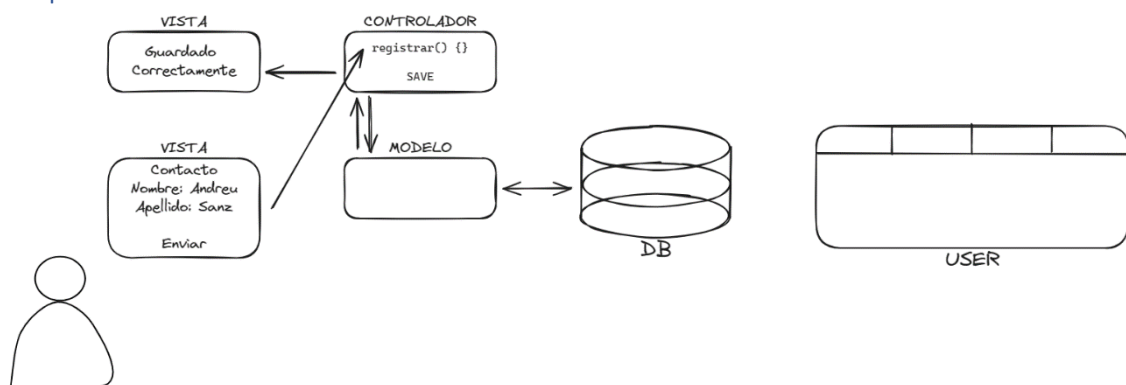 VISTA
Guardado
Correctamente
CONTROLADOR
registrar() {}
SAVE
VISTA
Contacto
Nombre: Andreu
Apellido: Sanz
Enviar
MODELO
DB
USER